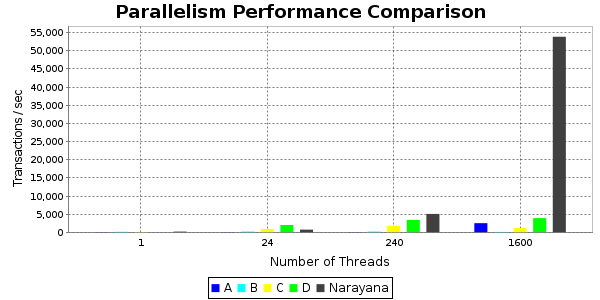 Parallelism Performance Comparison
Transactions / sec
55,000
50,000
45,000
40,000
35,000
30,000
25,000
20,000
15,000
10,000
5,000
0
1 24 240 1600
Number of Threads
A B C D Narayana